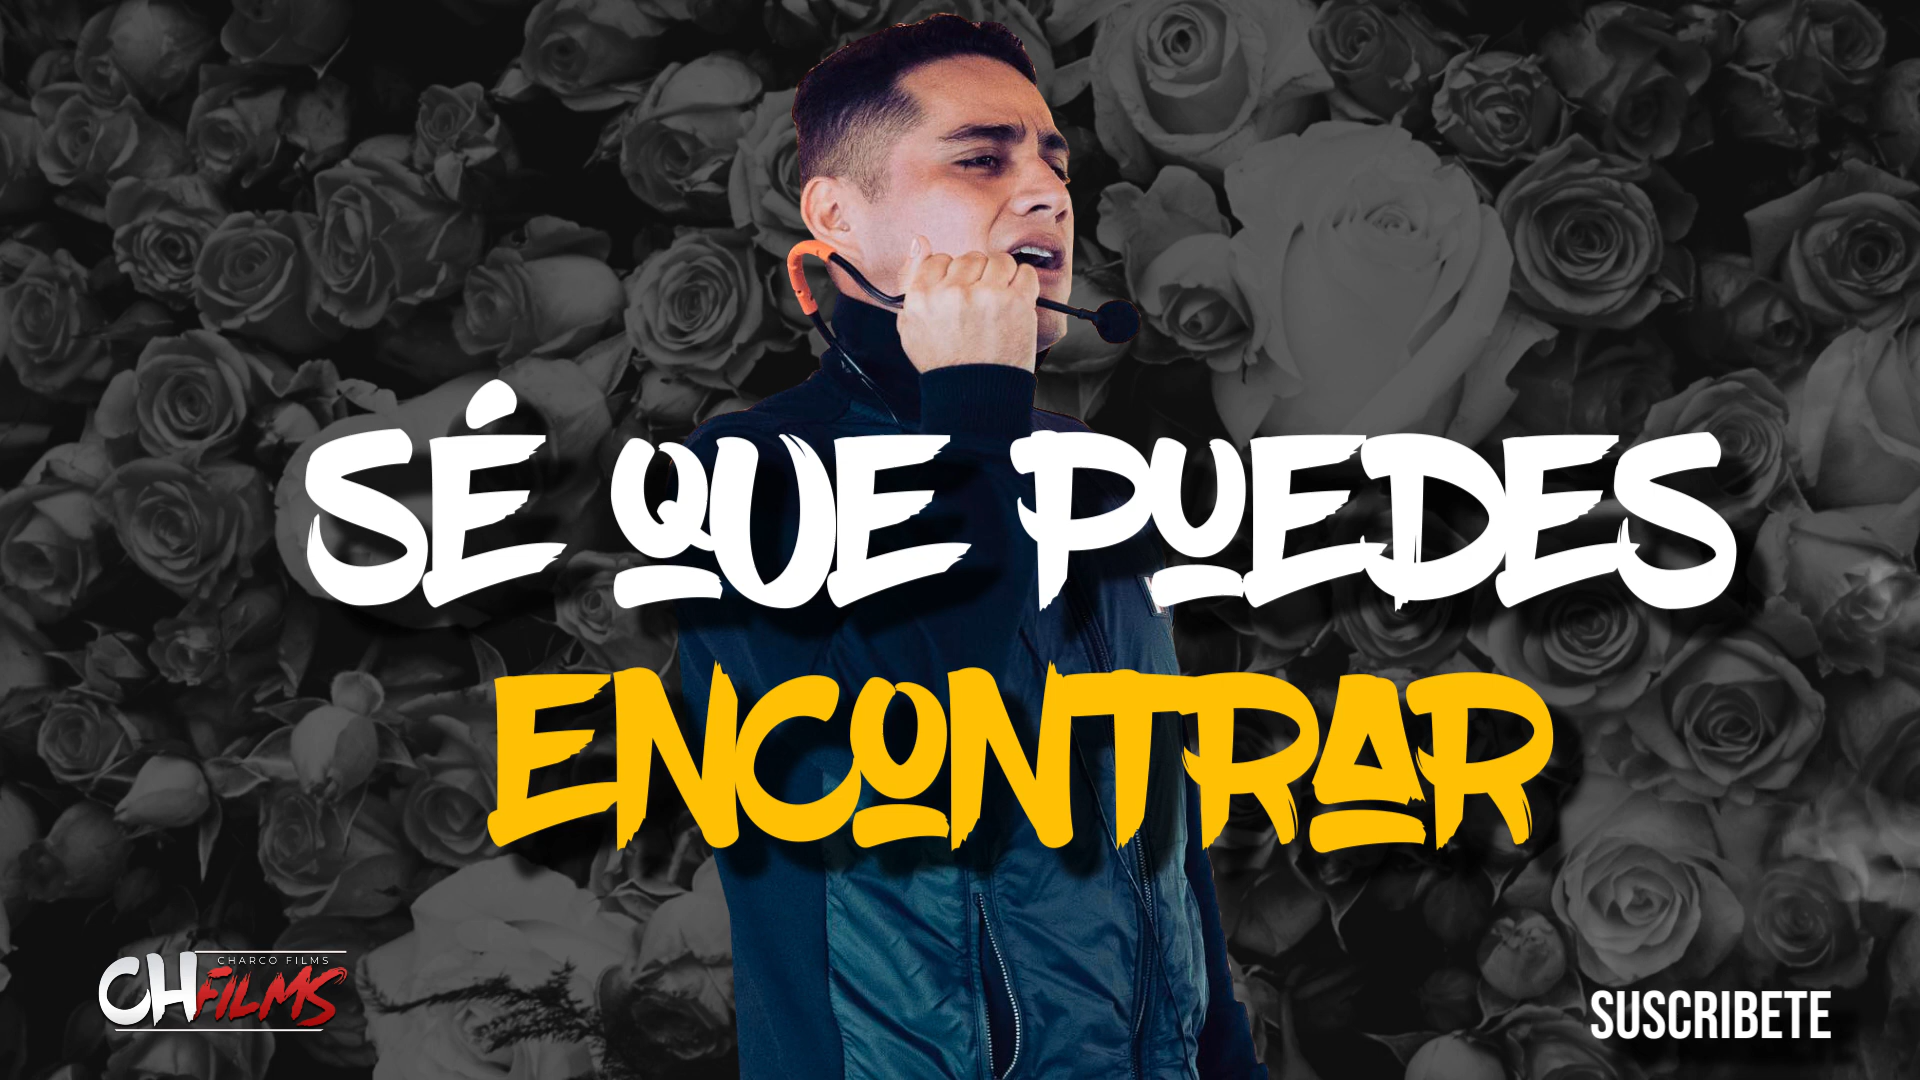 SÉ QUE PUEDES
ENCONTRAR
CHARCO FILMS
CHFILMS
SUSCRIBETE